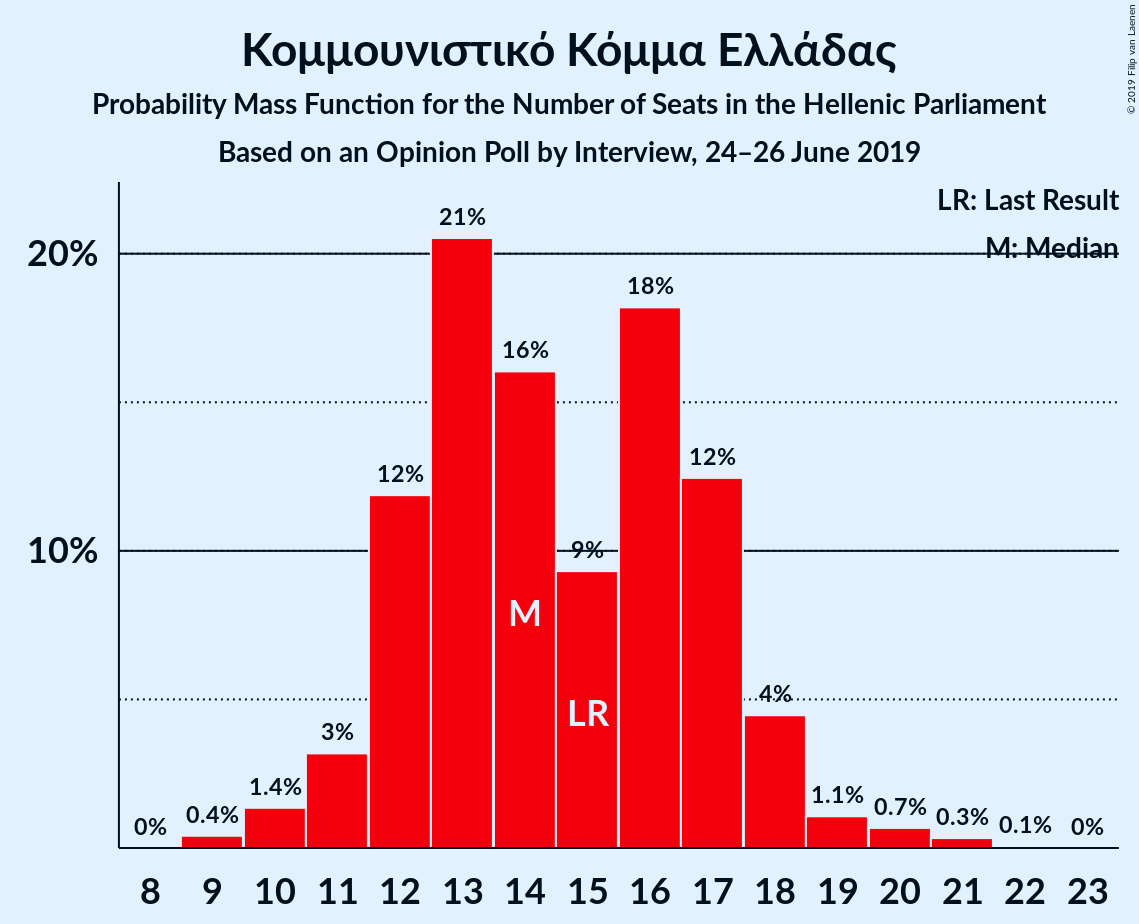 Κομμουνιστικό Κόμμα Ελλάδας
Probability Mass Function for the Number of Seats in the Hellenic Parliament
Based on an Opinion Poll by Interview, 24–26 June 2019
© 2019 Filip van Laenen
LR: Last Result
M: Median
20%
10%
0%
0.4%
1.4%
3%
12%
21%
16%
9%
18%
12%
4%
1.1%
0.7%
0.3%
0.1%
0%
M
LR
8 9 10 11 12 13 14 15 16 17 18 19 20 21 22 23